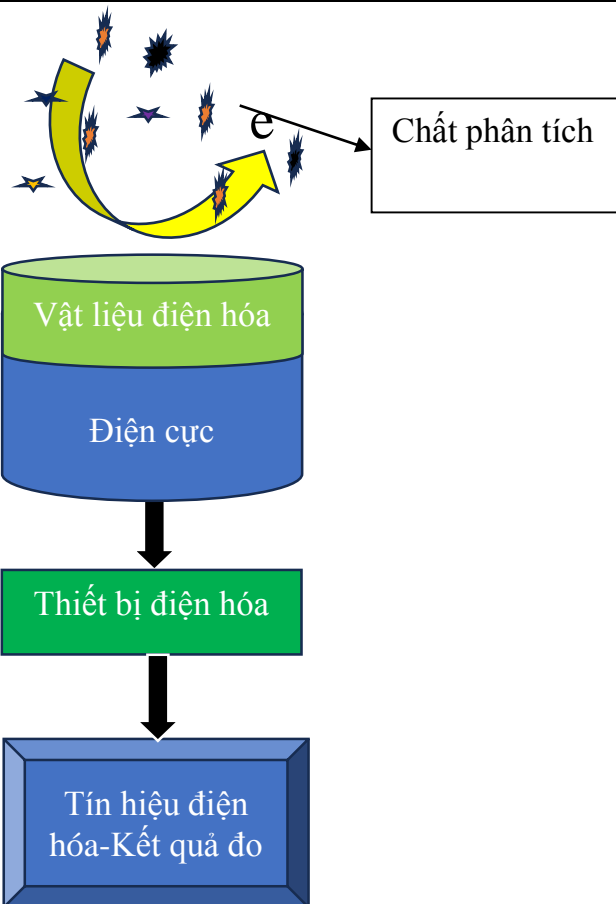 e
Chất phân tích
Vật liệu điện hóa
Điện cực
Thiết bị điện hóa
Tín hiệu điện
hóa-Kết quả đo